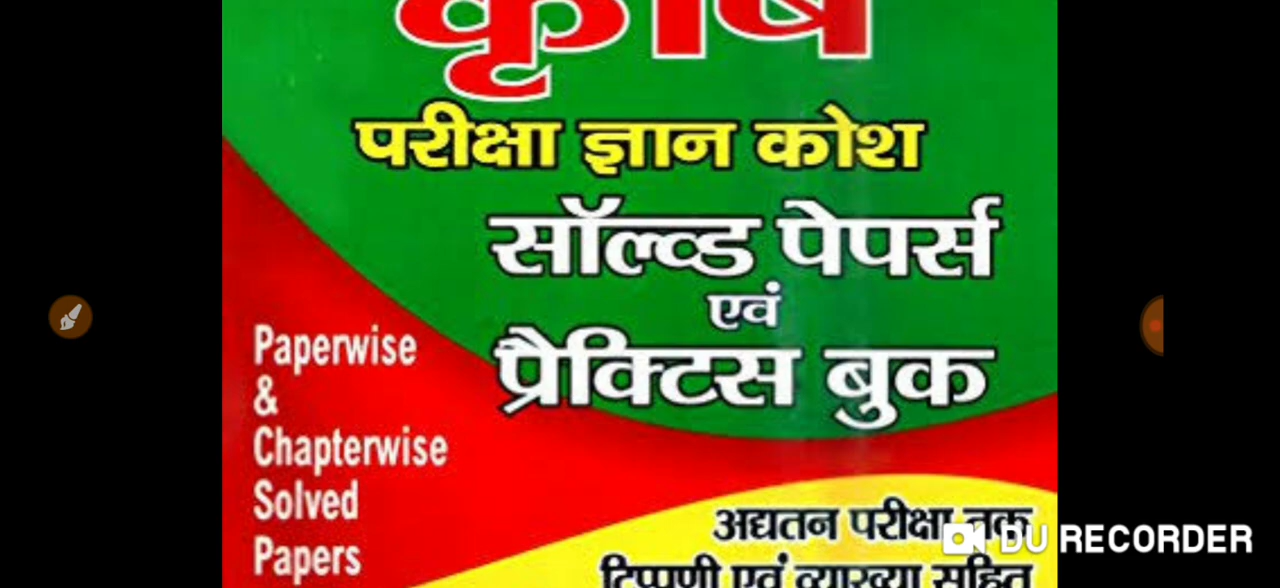 कृषि
परीक्षा ज्ञान कोश
सॉल्व्ड पेपर्स
एवं
प्रैक्टिस बुक
Paperwise
&
Chapterwise
Solved
Papers
अद्यतन परीक्षा तक
टिप्पणी एवं व्याख्या सहित
DU RECORDER